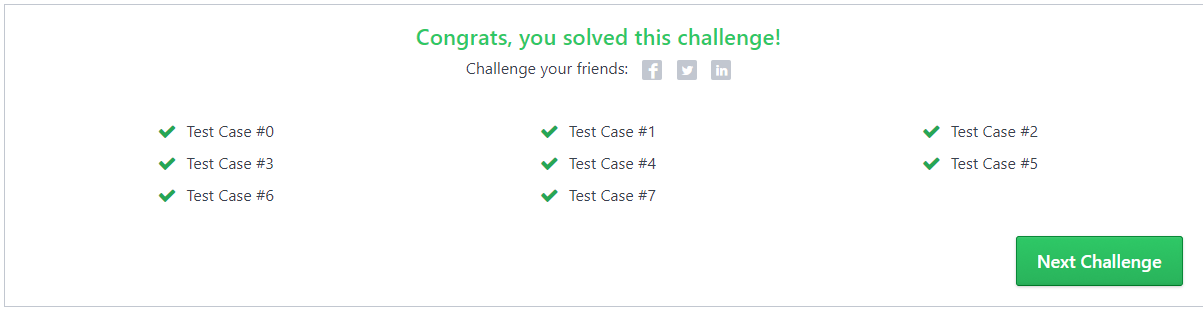 Congrats, you solved this challenge!
Challenge your friends:
Test Case #0 Test Case #1 Test Case #2
Test Case #3 Test Case #4 Test Case #5
Test Case #6 Test Case #7
Next Challenge